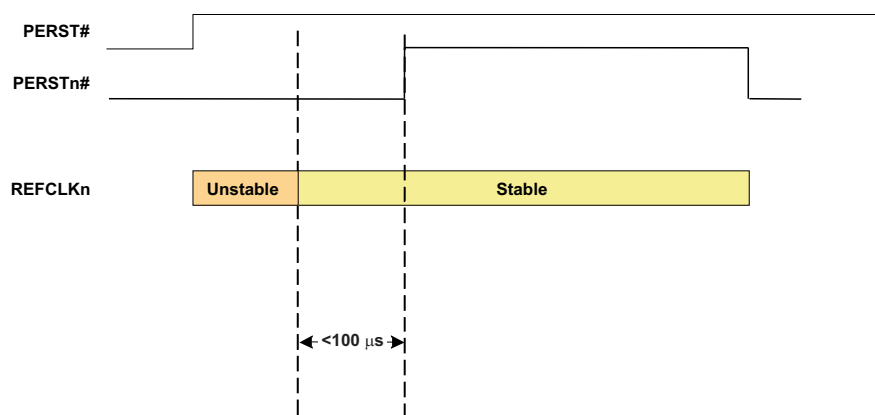 PERST#
PERSTn#
REFCLKn
Unstable
Stable
<100 μs